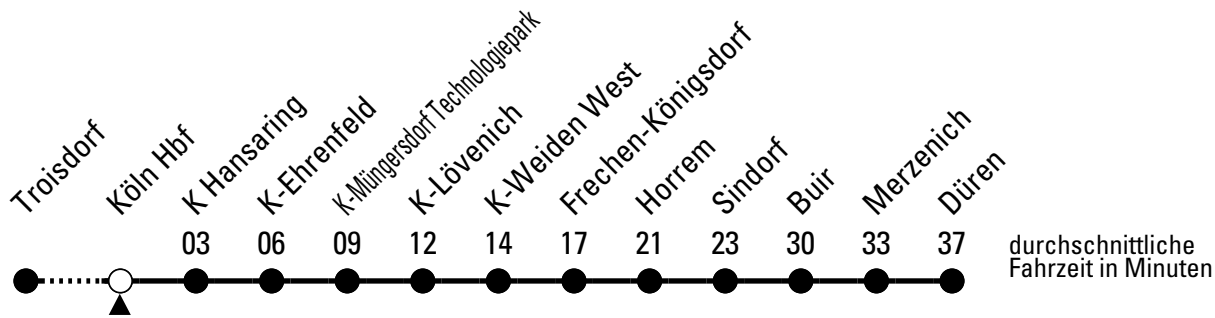 Troisdorf
Köln Hbf
K Hansaring
K-Ehrenfeld
K-Müngersdorf Technologiepark
K-Lövenich
K-Weiden West
Frechen-Königsdorf
Horrem
Sindorf
Buir
Merzenich
Düren
03 06 09 12 14 17 21 23 30 33 37
durchschnittliche
Fahrzeit in Minuten